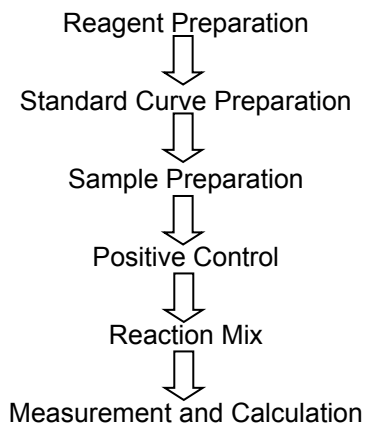 Reagent Preparation
Standard Curve Preparation
Sample Preparation
Positive Control
Reaction Mix
Measurement and Calculation